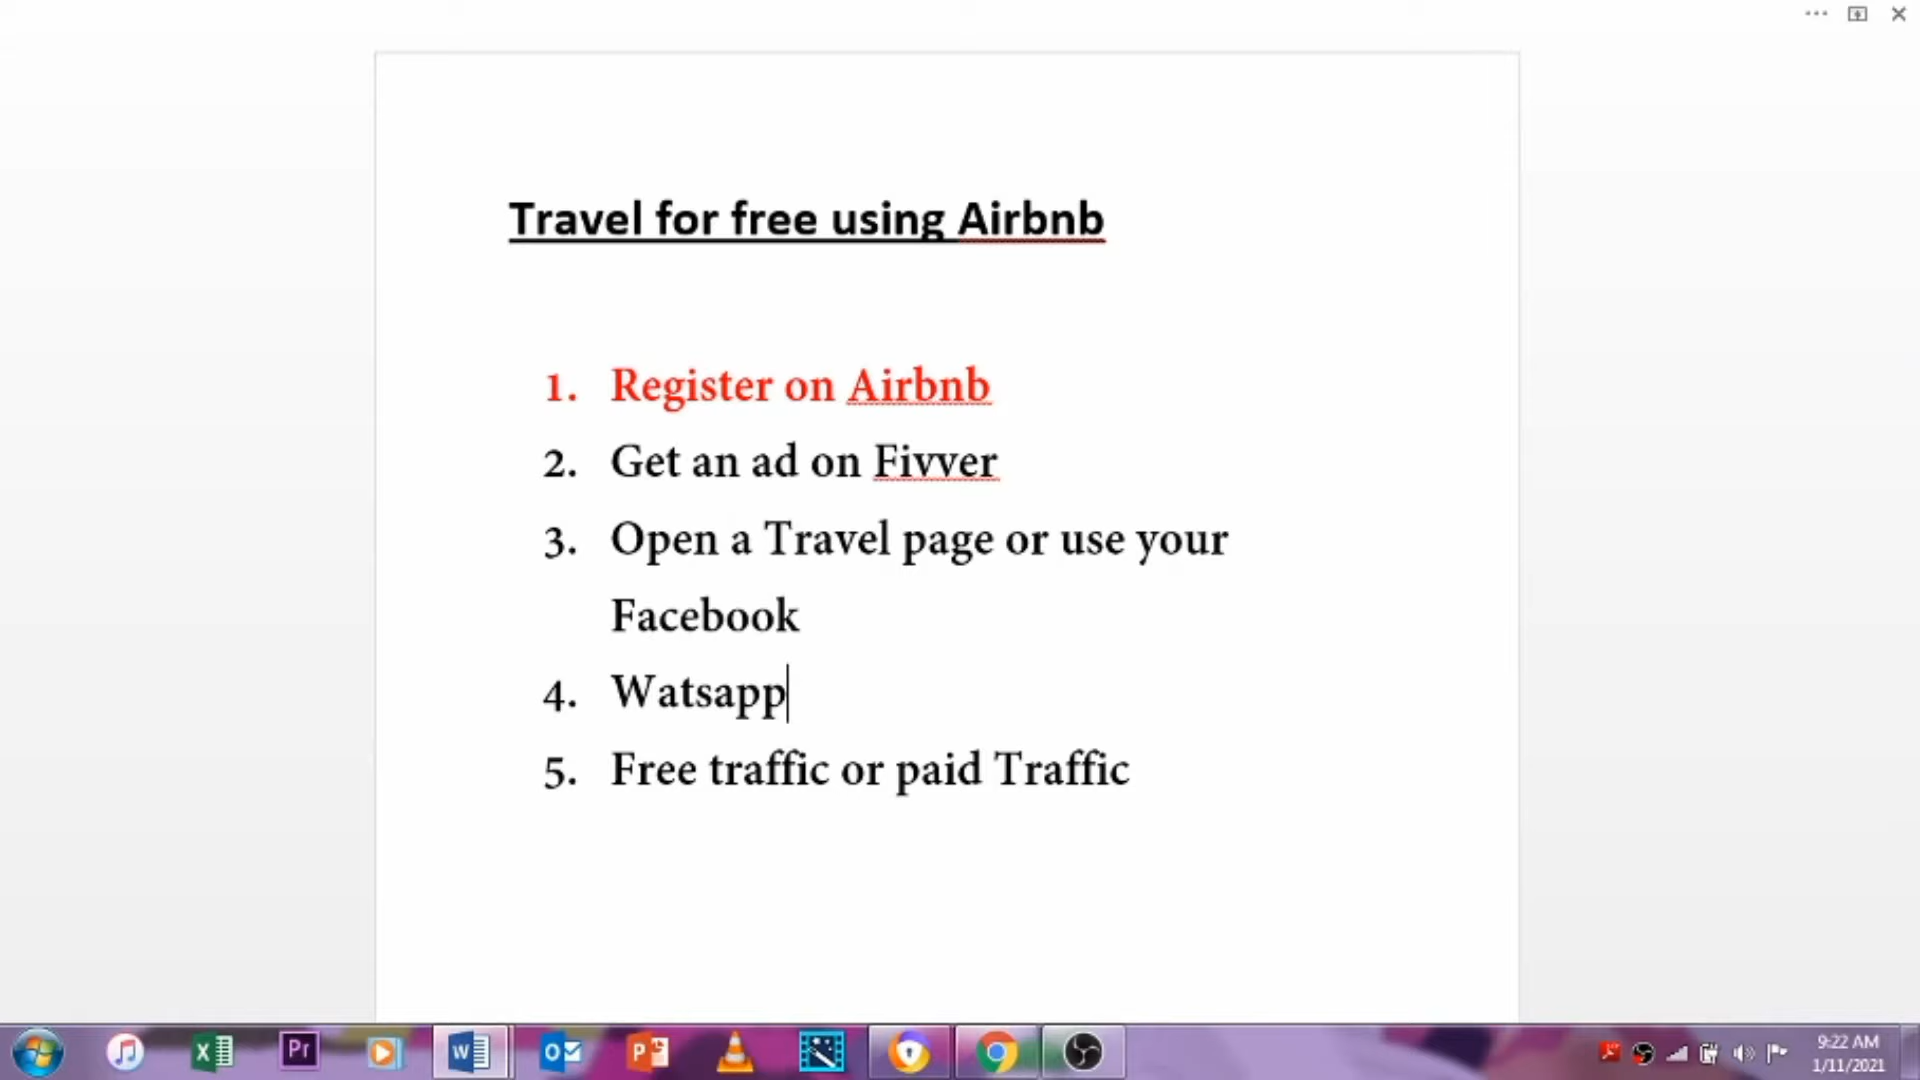 Travel for free using Airbnb
1. Register on Airbnb
2. Get an ad on Fivver
3. Open a Travel page or use your
Facebook
4. Watsapp
5. Free traffic or paid Traffic
9:22 AM
1/11/2021